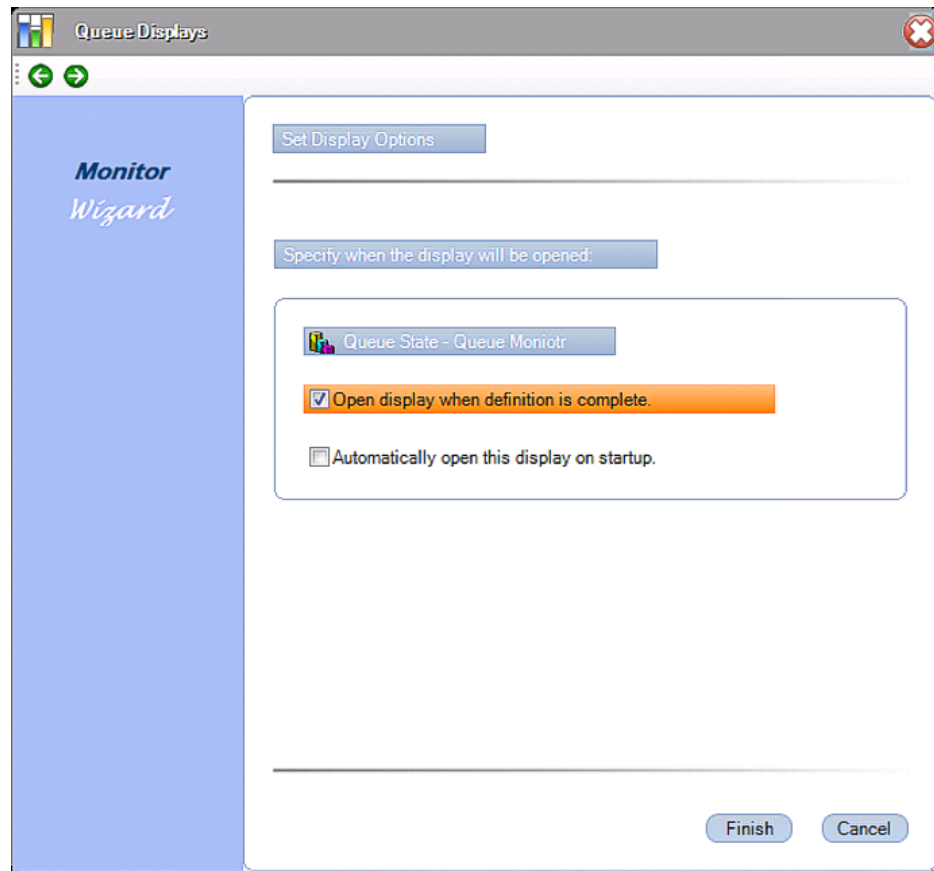 Queue Displays
Monitor
Wizard
Set Display Options
Specify when the display will be opened:
Queue State - Queue Moniotr
Open display when definition is complete.
Automatically open this display on startup.
Finish
Cancel